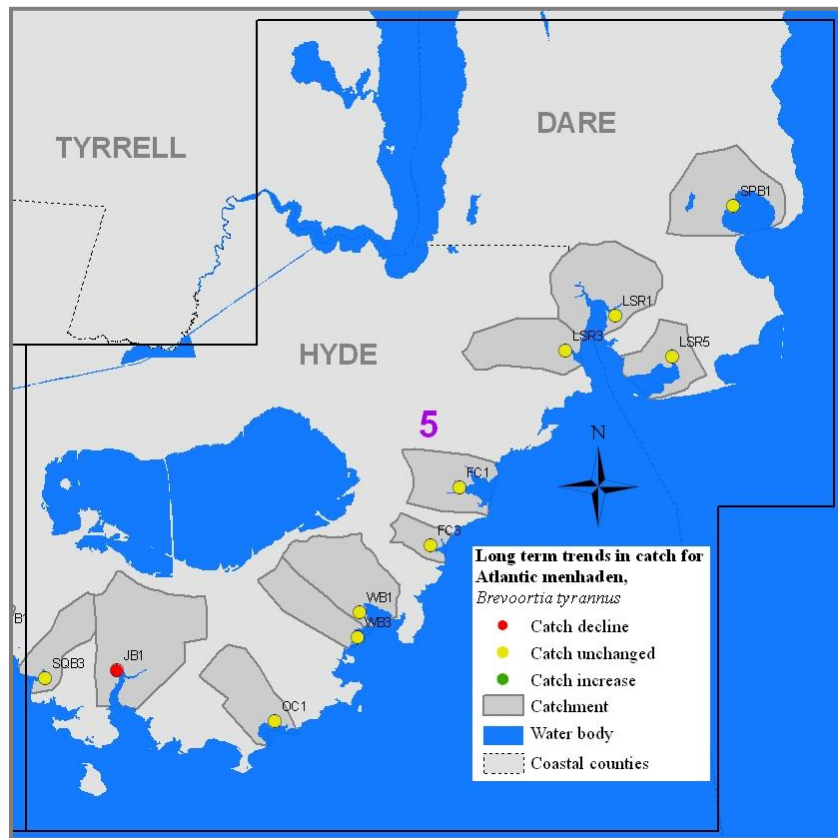 DARE
TYRRELL
SPB1
LSR1
LSR3
LSR5
HYDE
5
N
FC1
FC3
Long term trends in catch for
Atlantic menhaden,
Brevoortia tyrannus
Catch decline
Catch unchanged
Catch increase
Catchment
Water body
Coastal counties
WB1
WB3
B1
JB1
SQB3
OC1